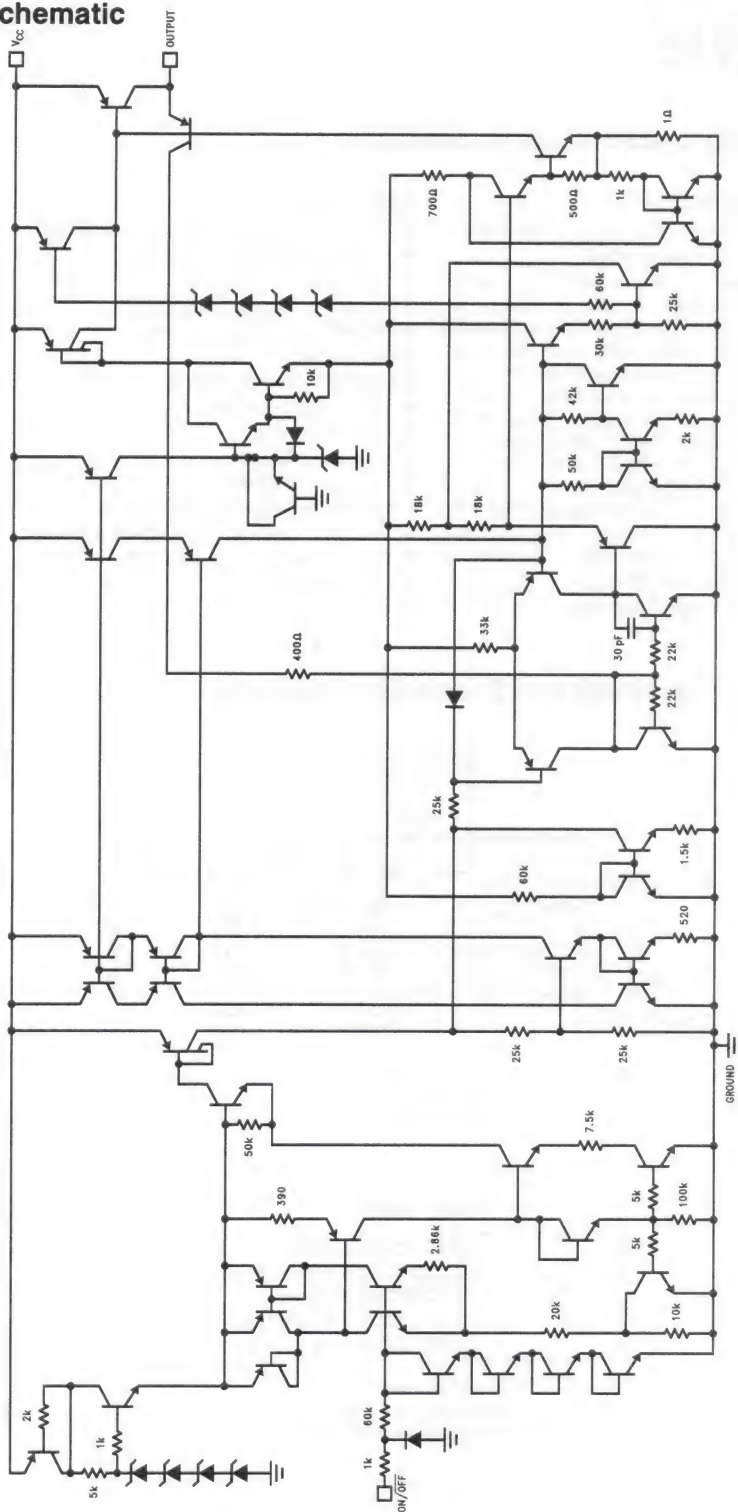 chematic
VCC
OUTPUT
1Ω
700Ω
500Ω
1k
60k
25k
30k
10k
42k
2k
50k
18k
18k
33k
30 pF
22k
22k
400Ω
25k
60k
1.5k
520
25k
25k
GROUND
50k
7.5k
390
5k
100k
2.86k
5k
20k
10k
2k
1k
5k
60k
1k
ON/OFF